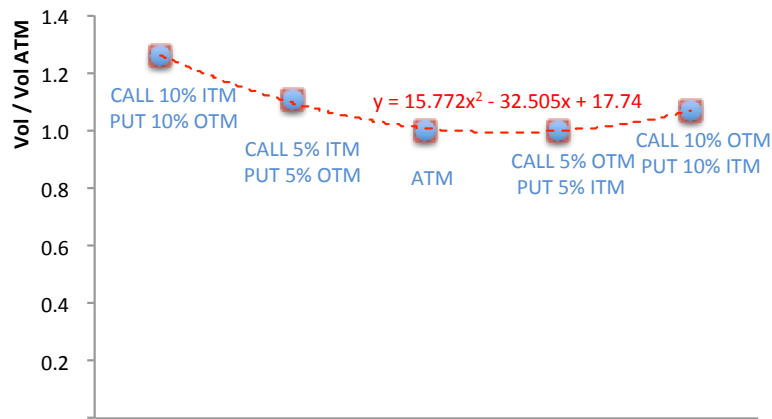 Vol / Vol ATM
1.4
1.2
1.0
0.8
0.6
0.4
0.2
y = 15.772x² - 32.505x + 17.74
CALL 10% ITM
PUT 10% OTM
CALL 5% ITM
PUT 5% OTM
ATM
CALL 5% OTM
PUT 5% ITM
CALL 10% OTM
PUT 10% ITM